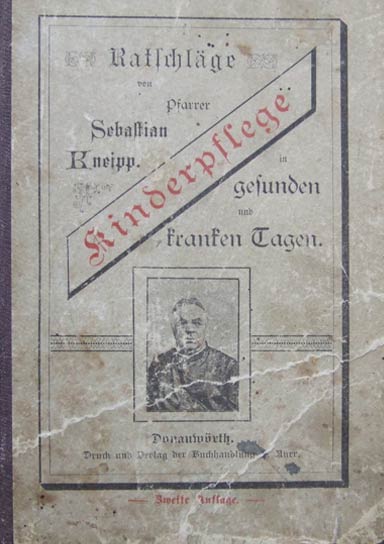 Ratschläge
von
Pfarrer
Sebastian
Kneipp.
Kinderpflege
in
gesunden
und
kranken Tagen.
Donauwörth.
Druck und Verlag der Buchhandlung L. Auer.
— Zweite Auflage. —